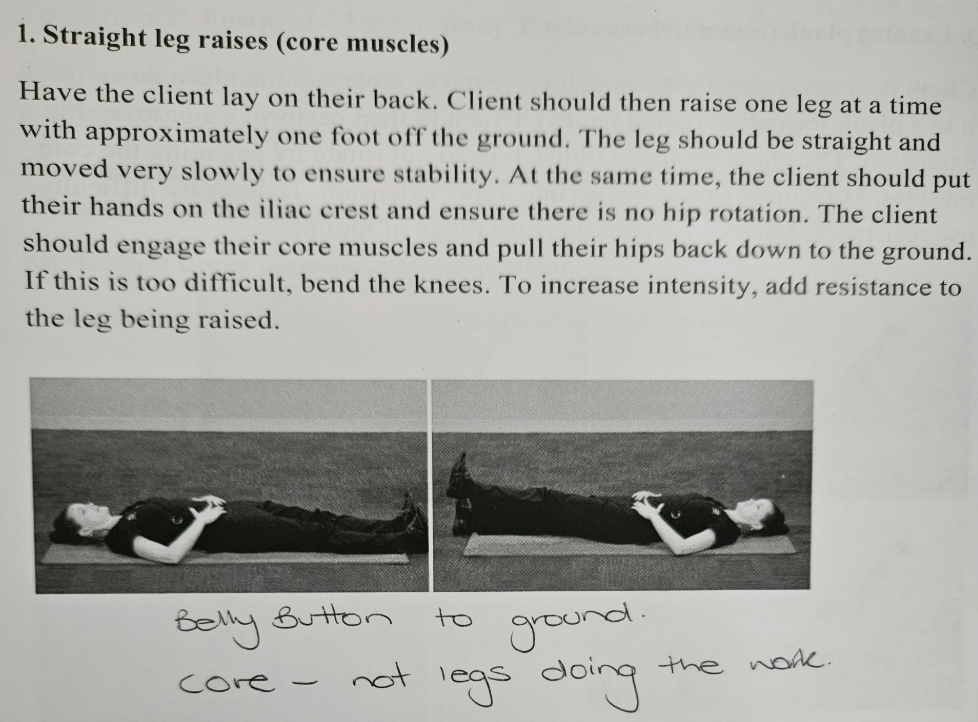 1. Straight leg raises (core muscles)
Have the client lay on their back. Client should then raise one leg at a time
with approximately one foot off the ground. The leg should be straight and
moved very slowly to ensure stability. At the same time, the client should put
their hands on the iliac crest and ensure there is no hip rotation. The client
should engage their core muscles and pull their hips back down to the ground.
If this is too difficult, bend the knees. To increase intensity, add resistance to
the leg being raised.
Belly Button to ground.
core - not legs doing the work.